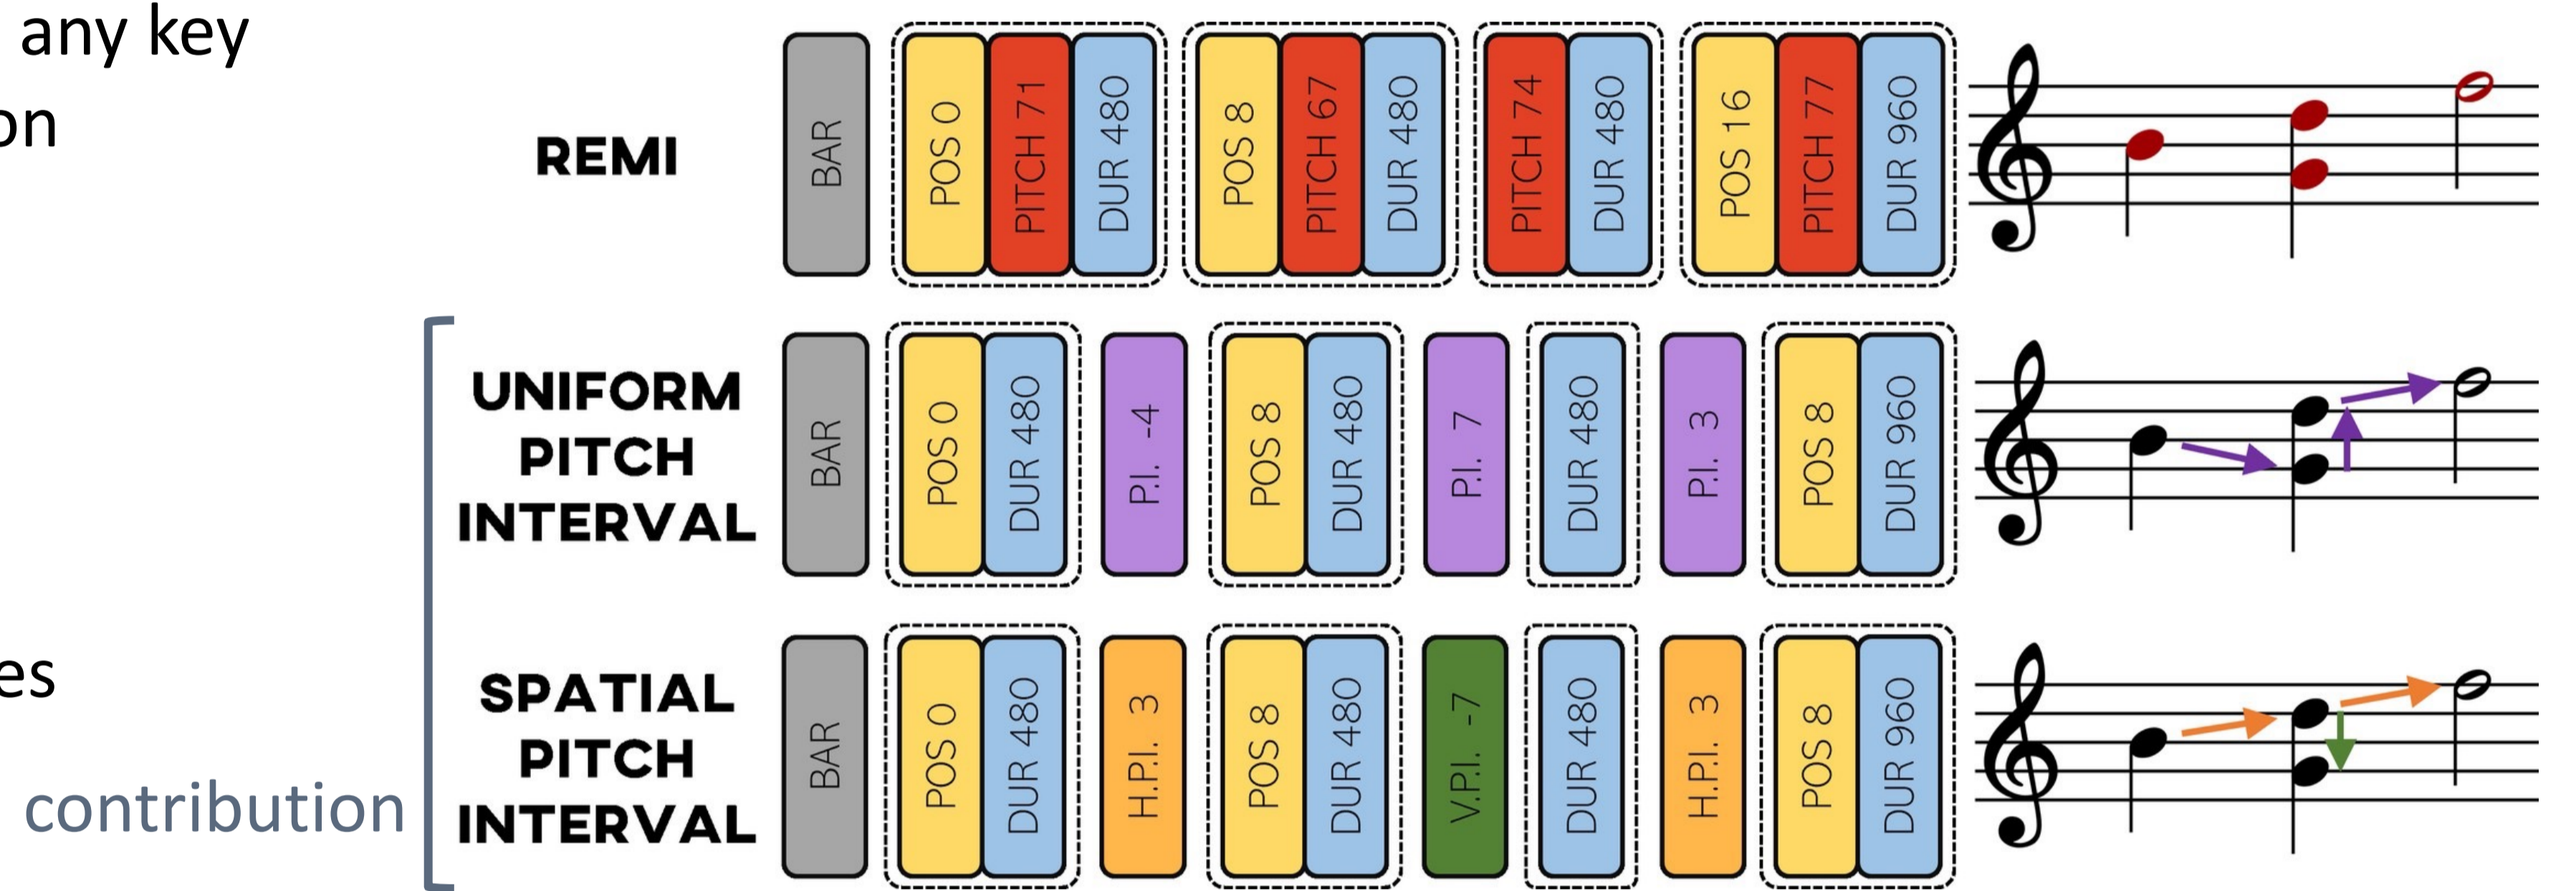 any key
on
es
contribution
REMI
BAR
POS 0
PITCH 71
DUR 480
POS 8
PITCH 67
DUR 480
PITCH 74
DUR 480
POS 16
PITCH 77
DUR 960
UNIFORM
PITCH
INTERVAL
BAR
POS 0
DUR 480
P.I. -4
POS 8
DUR 480
P.I. 7
DUR 480
P.I. 3
POS 8
DUR 960
SPATIAL
PITCH
INTERVAL
BAR
POS 0
DUR 480
H.P.I. 3
POS 8
DUR 480
V.P.I. -7
DUR 480
H.P.I. 3
POS 8
DUR 960